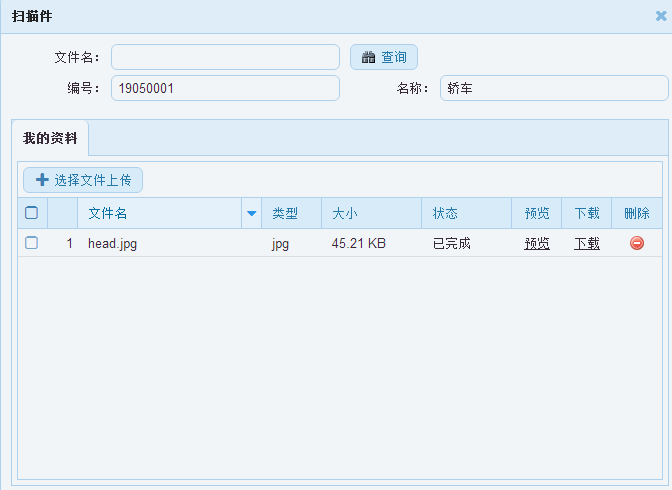 扫描件
文件名： 查询
编号： 19050001 名称： 轿车
我的资料
选择文件上传
文件名 类型 大小 状态 预览 下载 删除
1 head.jpg jpg 45.21 KB 已完成 预览 下载